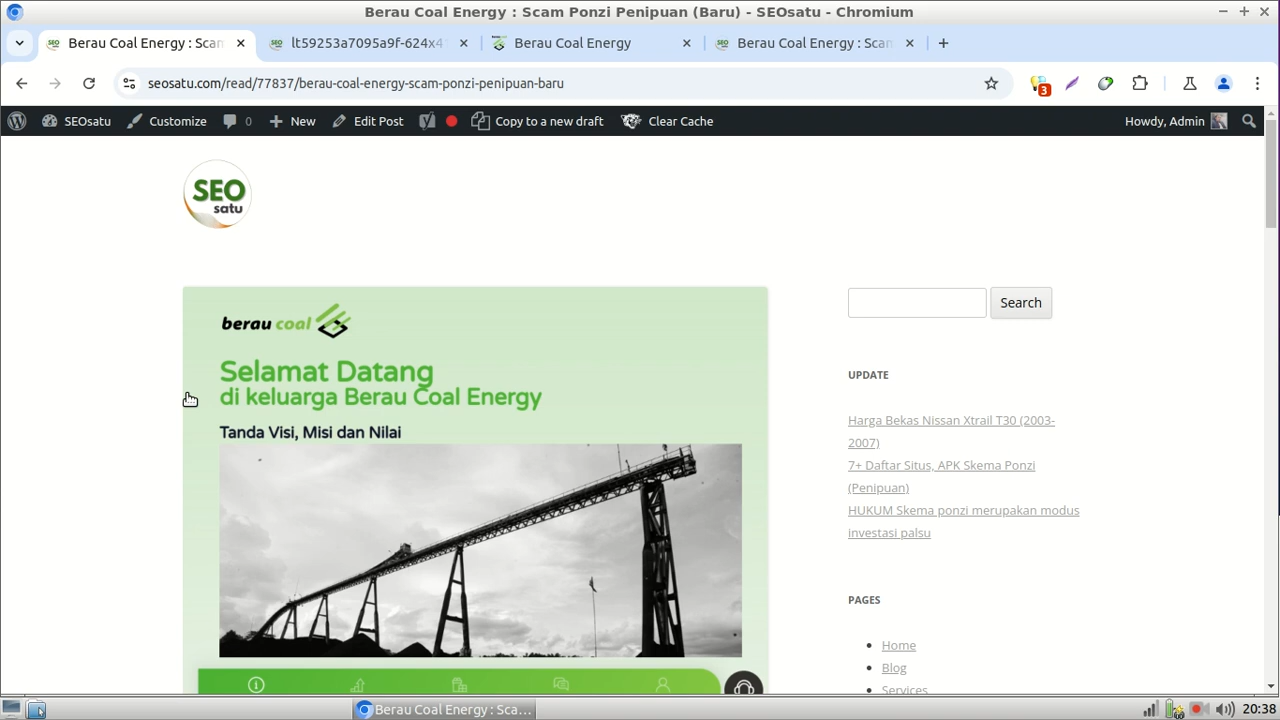 Berau Coal Energy : Scam Ponzi Penipuan (Baru) - SEOsatu - Chromium
Berau Coal Energy : Scam
lt59253a7095a9f-624x4
Berau Coal Energy
Berau Coal Energy : Scam
seosatu.com/read/77837/berau-coal-energy-scam-ponzi-penipuan-baru
3
SEOsatu
Customize
0
New
Edit Post
Copy to a new draft
Clear Cache
Howdy, Admin
SEO
satu
berau coal
Selamat Datang
di keluarga Berau Coal Energy
Tanda Visi, Misi dan Nilai
Search
UPDATE
Harga Bekas Nissan Xtrail T30 (2003-
2007)
7+ Daftar Situs, APK Skema Ponzi
(Penipuan)
HUKUM Skema ponzi merupakan modus
investasi palsu
PAGES
Home
Blog
Services
Berau Coal Energy : Sca...
20:38